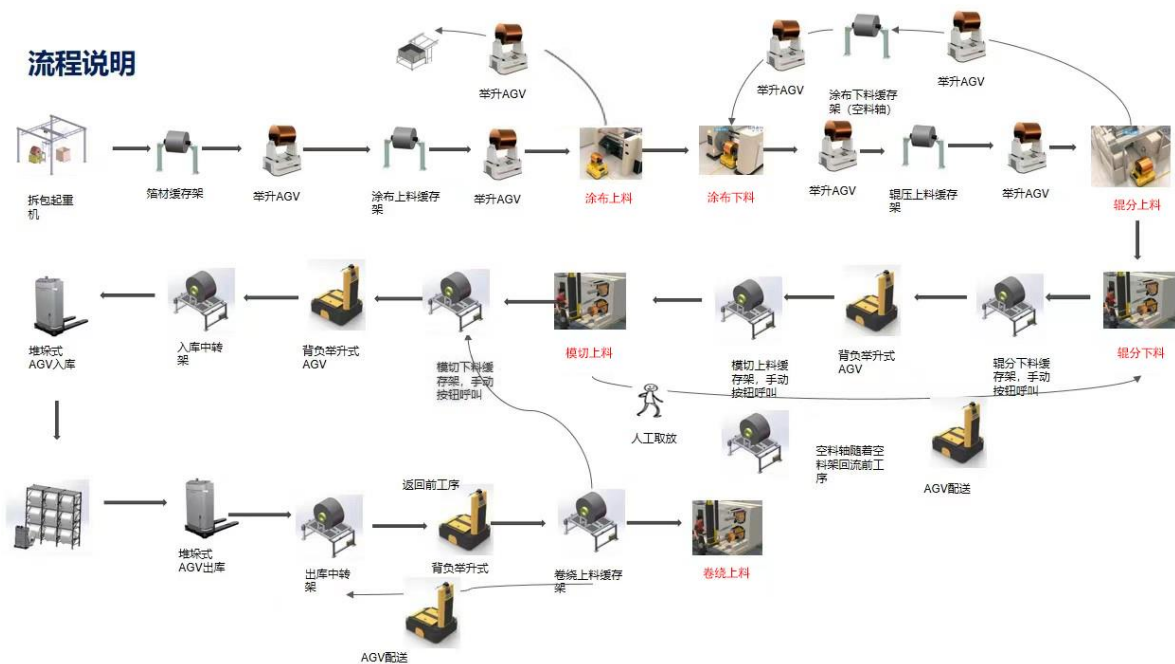 流程说明
举升AGV
举升AGV
涂布下料缓存
架（空料轴）
举升AGV
拆包起重
机
箔材缓存架
举升AGV
涂布上料缓存
架
举升AGV
涂布上料
涂布下料
举升AGV
辊压上料缓存
架
举升AGV
辊分上料
堆垛式
AGV入库
入库中转
架
背负举升式
AGV
模切下料缓
存架，手动
按钮呼叫
模切上料
模切上料缓
存架，手动
按钮呼叫
背负举升式
AGV
辊分下料缓
存架，手动
按钮呼叫
辊分下料
人工取放
空料轴随着空
料架回流前工
序
AGV配送
堆垛式
AGV出库
出库中转
架
返回前工序
背负举升式
卷绕上料缓存
架
卷绕上料
AGV配送